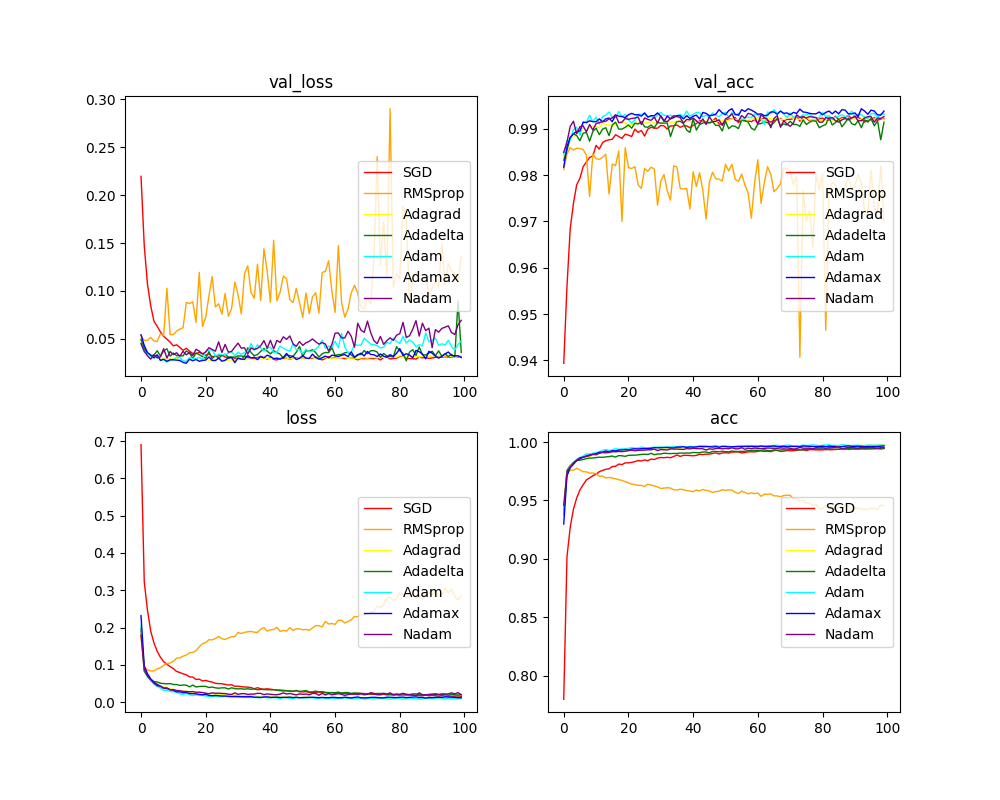 val_loss
0.30
0.25
0.20
0.15
0.10
0.05
0 20 40 60 80 100
SGD
RMSprop
Adagrad
Adadelta
Adam
Adamax
Nadam
val_acc
0.99
0.98
0.97
0.96
0.95
0.94
0 20 40 60 80 100
SGD
RMSprop
Adagrad
Adadelta
Adam
Adamax
Nadam
loss
0.7
0.6
0.5
0.4
0.3
0.2
0.1
0.0
0 20 40 60 80 100
SGD
RMSprop
Adagrad
Adadelta
Adam
Adamax
Nadam
acc
1.00
0.95
0.90
0.85
0.80
0 20 40 60 80 100
SGD
RMSprop
Adagrad
Adadelta
Adam
Adamax
Nadam